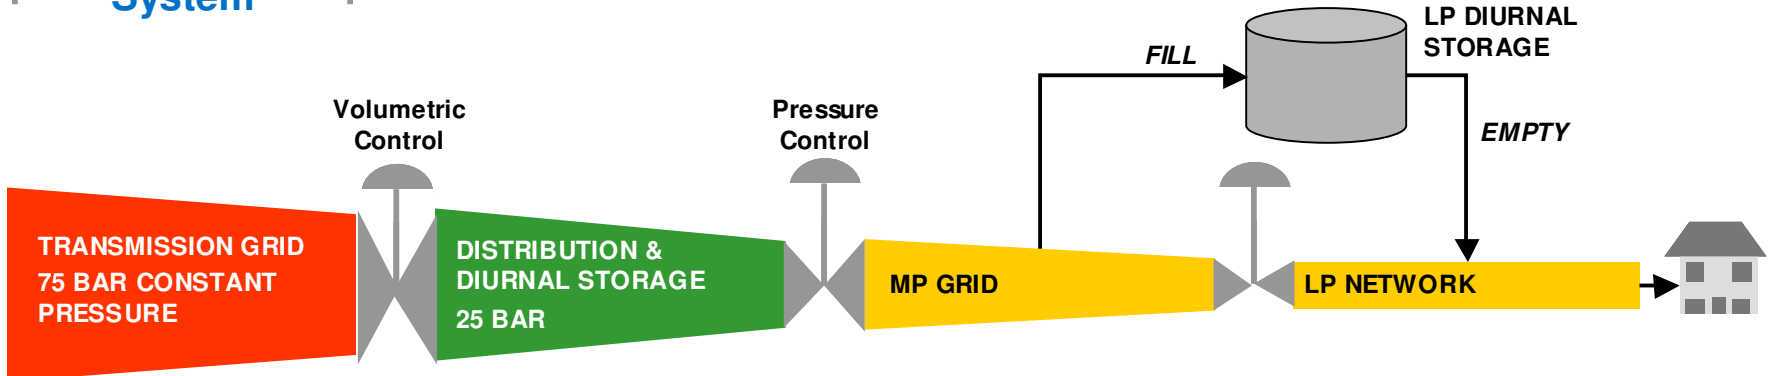 System
LP DIURNAL
STORAGE
FILL
Volumetric
Control
Pressure
Control
EMPTY
TRANSMISSION GRID
75 BAR CONSTANT
PRESSURE
DISTRIBUTION &
DIURNAL STORAGE
25 BAR
MP GRID
LP NETWORK